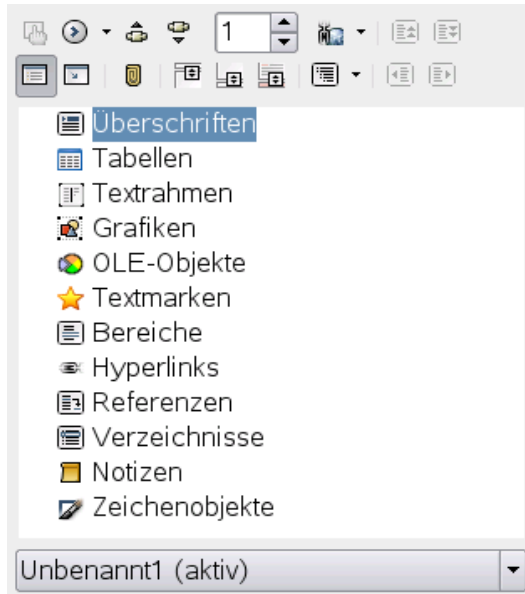 1
Überschriften
Tabellen
Textrahmen
Grafiken
OLE-Objekte
Textmarken
Bereiche
Hyperlinks
Referenzen
Verzeichnisse
Notizen
Zeichenobjekte
Unbenannt1 (aktiv)